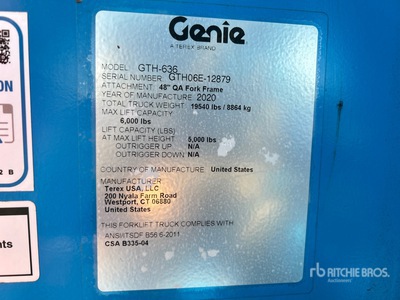 Genie
A TEREX BRAND
MODEL: GTH-636
SERIAL NUMBER: GTH06E-12879
ATTACHMENT: 48" QA Fork Frame
YEAR OF MANUFACTURE: 2020
TOTAL TRUCK WEIGHT: 19540 lbs / 8864 kg
MAX LIFT CAPACITY:
6,000 lbs
LIFT CAPACITY (LBS)
AT MAX LIFT HEIGHT 5,000 lbs
OUTRIGGER UP N/A
OUTRIGGER DOWN N/A
COUNTRY OF MANUFACTURE: United States
MANUFACTURER:
Terex USA, LLC
200 Nyala Farm Road
Westport, CT 06880
United States
THIS FORKLIFT TRUCK COMPLIES WITH
ANSI/ITSDF B56.6-2011
CSA B335-04
ION
2 B
nts
rb RITCHIE BROS.
Auctioneers